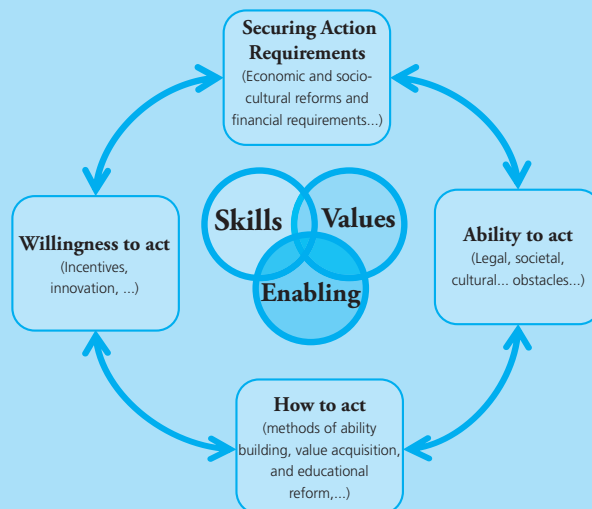 Securing Action
Requirements
(Economic and socio-
cultural reforms and
financial requirements...)
Willingness to act
(Incentives,
innovation, ...)
Skills
Values
Enabling
Ability to act
(Legal, societal,
cultural... obstacles...)
How to act
(methods of ability
building, value acquisition,
and educational
reform,...)